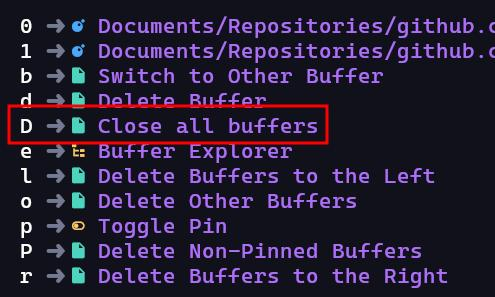 0 ➜ Documents/Repositories/github.c
1 ➜ Documents/Repositories/github.c
b ➜ Switch to Other Buffer
d ➜ Delete Buffer
D ➜ Close all buffers
e ➜ Buffer Explorer
l ➜ Delete Buffers to the Left
o ➜ Delete Other Buffers
p ➜ Toggle Pin
P ➜ Delete Non-Pinned Buffers
r ➜ Delete Buffers to the Right